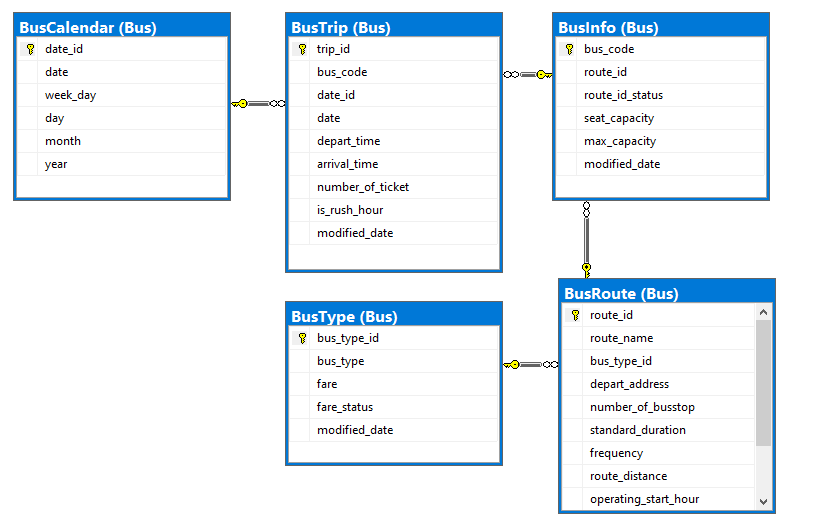 BusCalendar (Bus)
date_id
date
week_day
day
month
year
BusTrip (Bus)
trip_id
bus_code
date_id
date
depart_time
arrival_time
number_of_ticket
is_rush_hour
modified_date
BusInfo (Bus)
bus_code
route_id
route_id_status
seat_capacity
max_capacity
modified_date
BusType (Bus)
bus_type_id
bus_type
fare
fare_status
modified_date
BusRoute (Bus)
route_id
route_name
bus_type_id
depart_address
number_of_busstop
standard_duration
frequency
route_distance
operating_start_hour